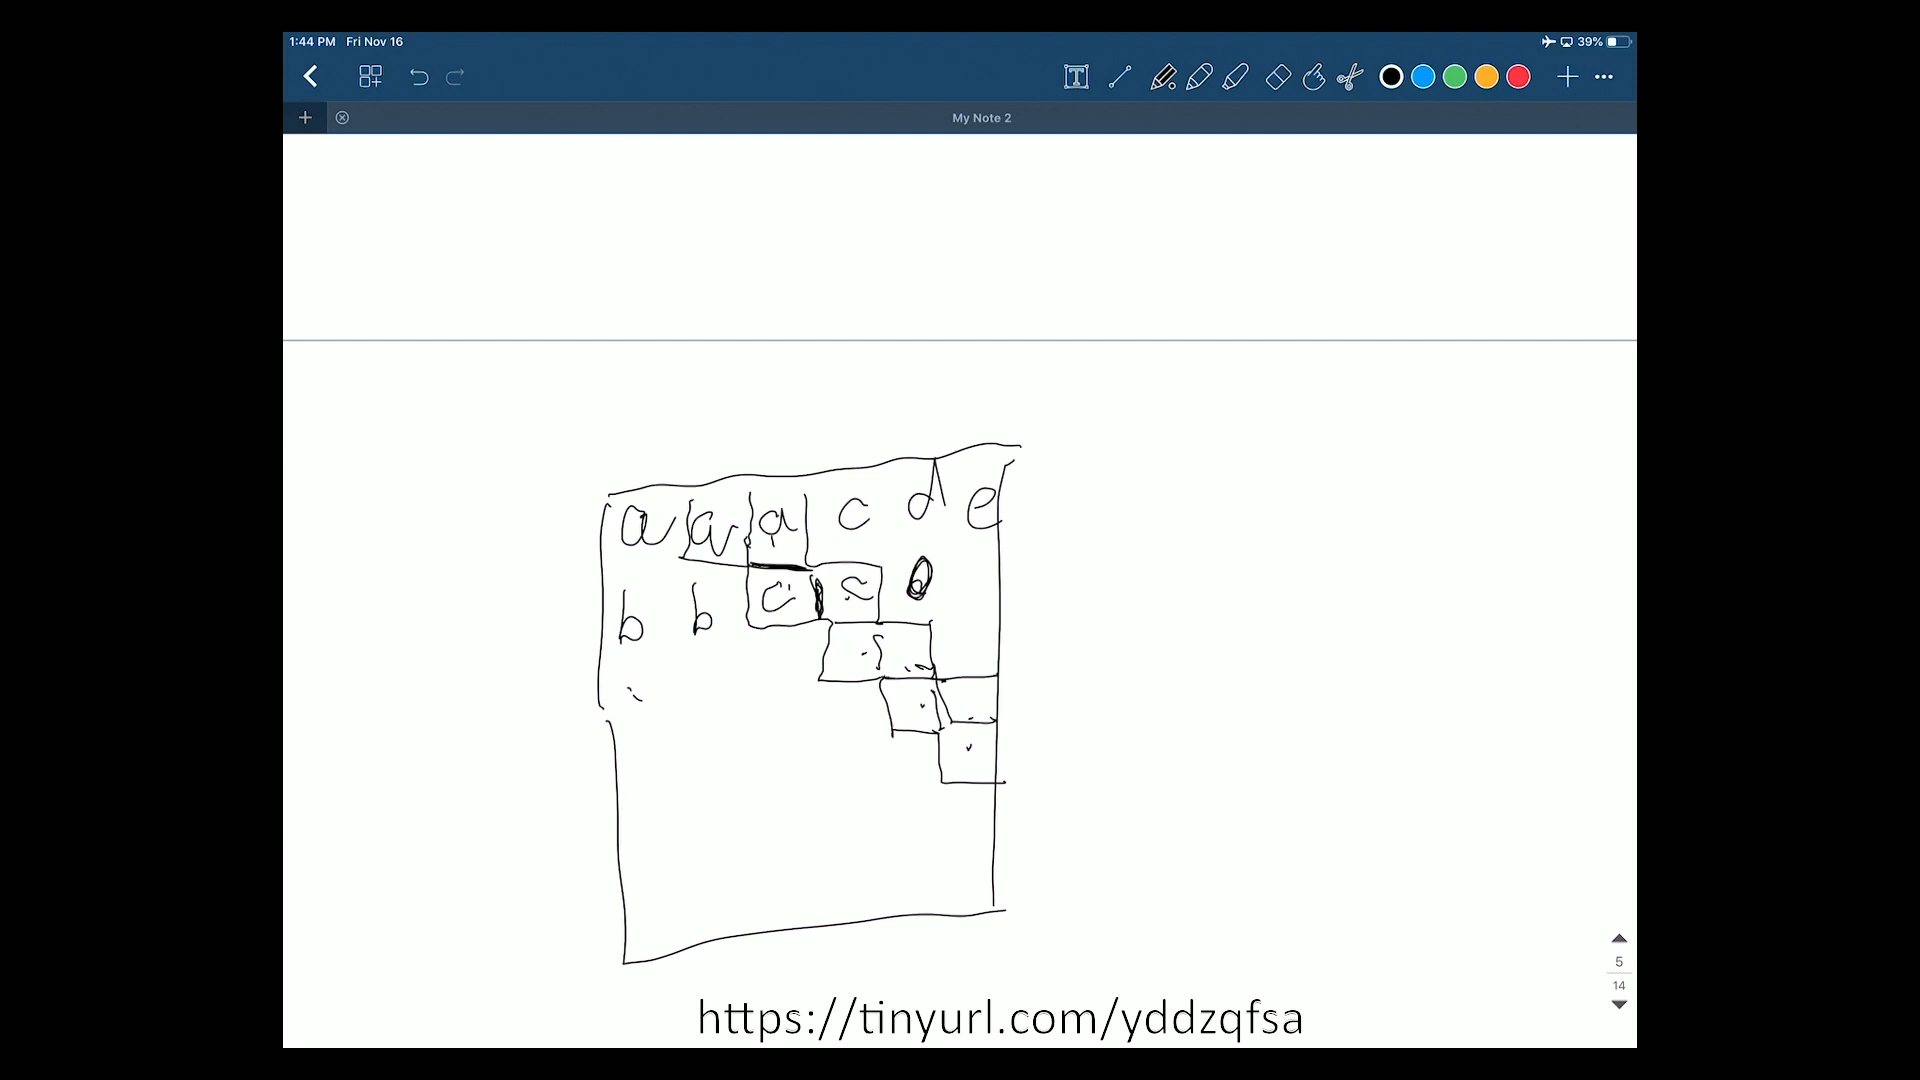 1:44 PM Fri Nov 16
39%
T
My Note 2
a a a c d e
b b c c
5
14
https://tinyurl.com/yddzqfsa